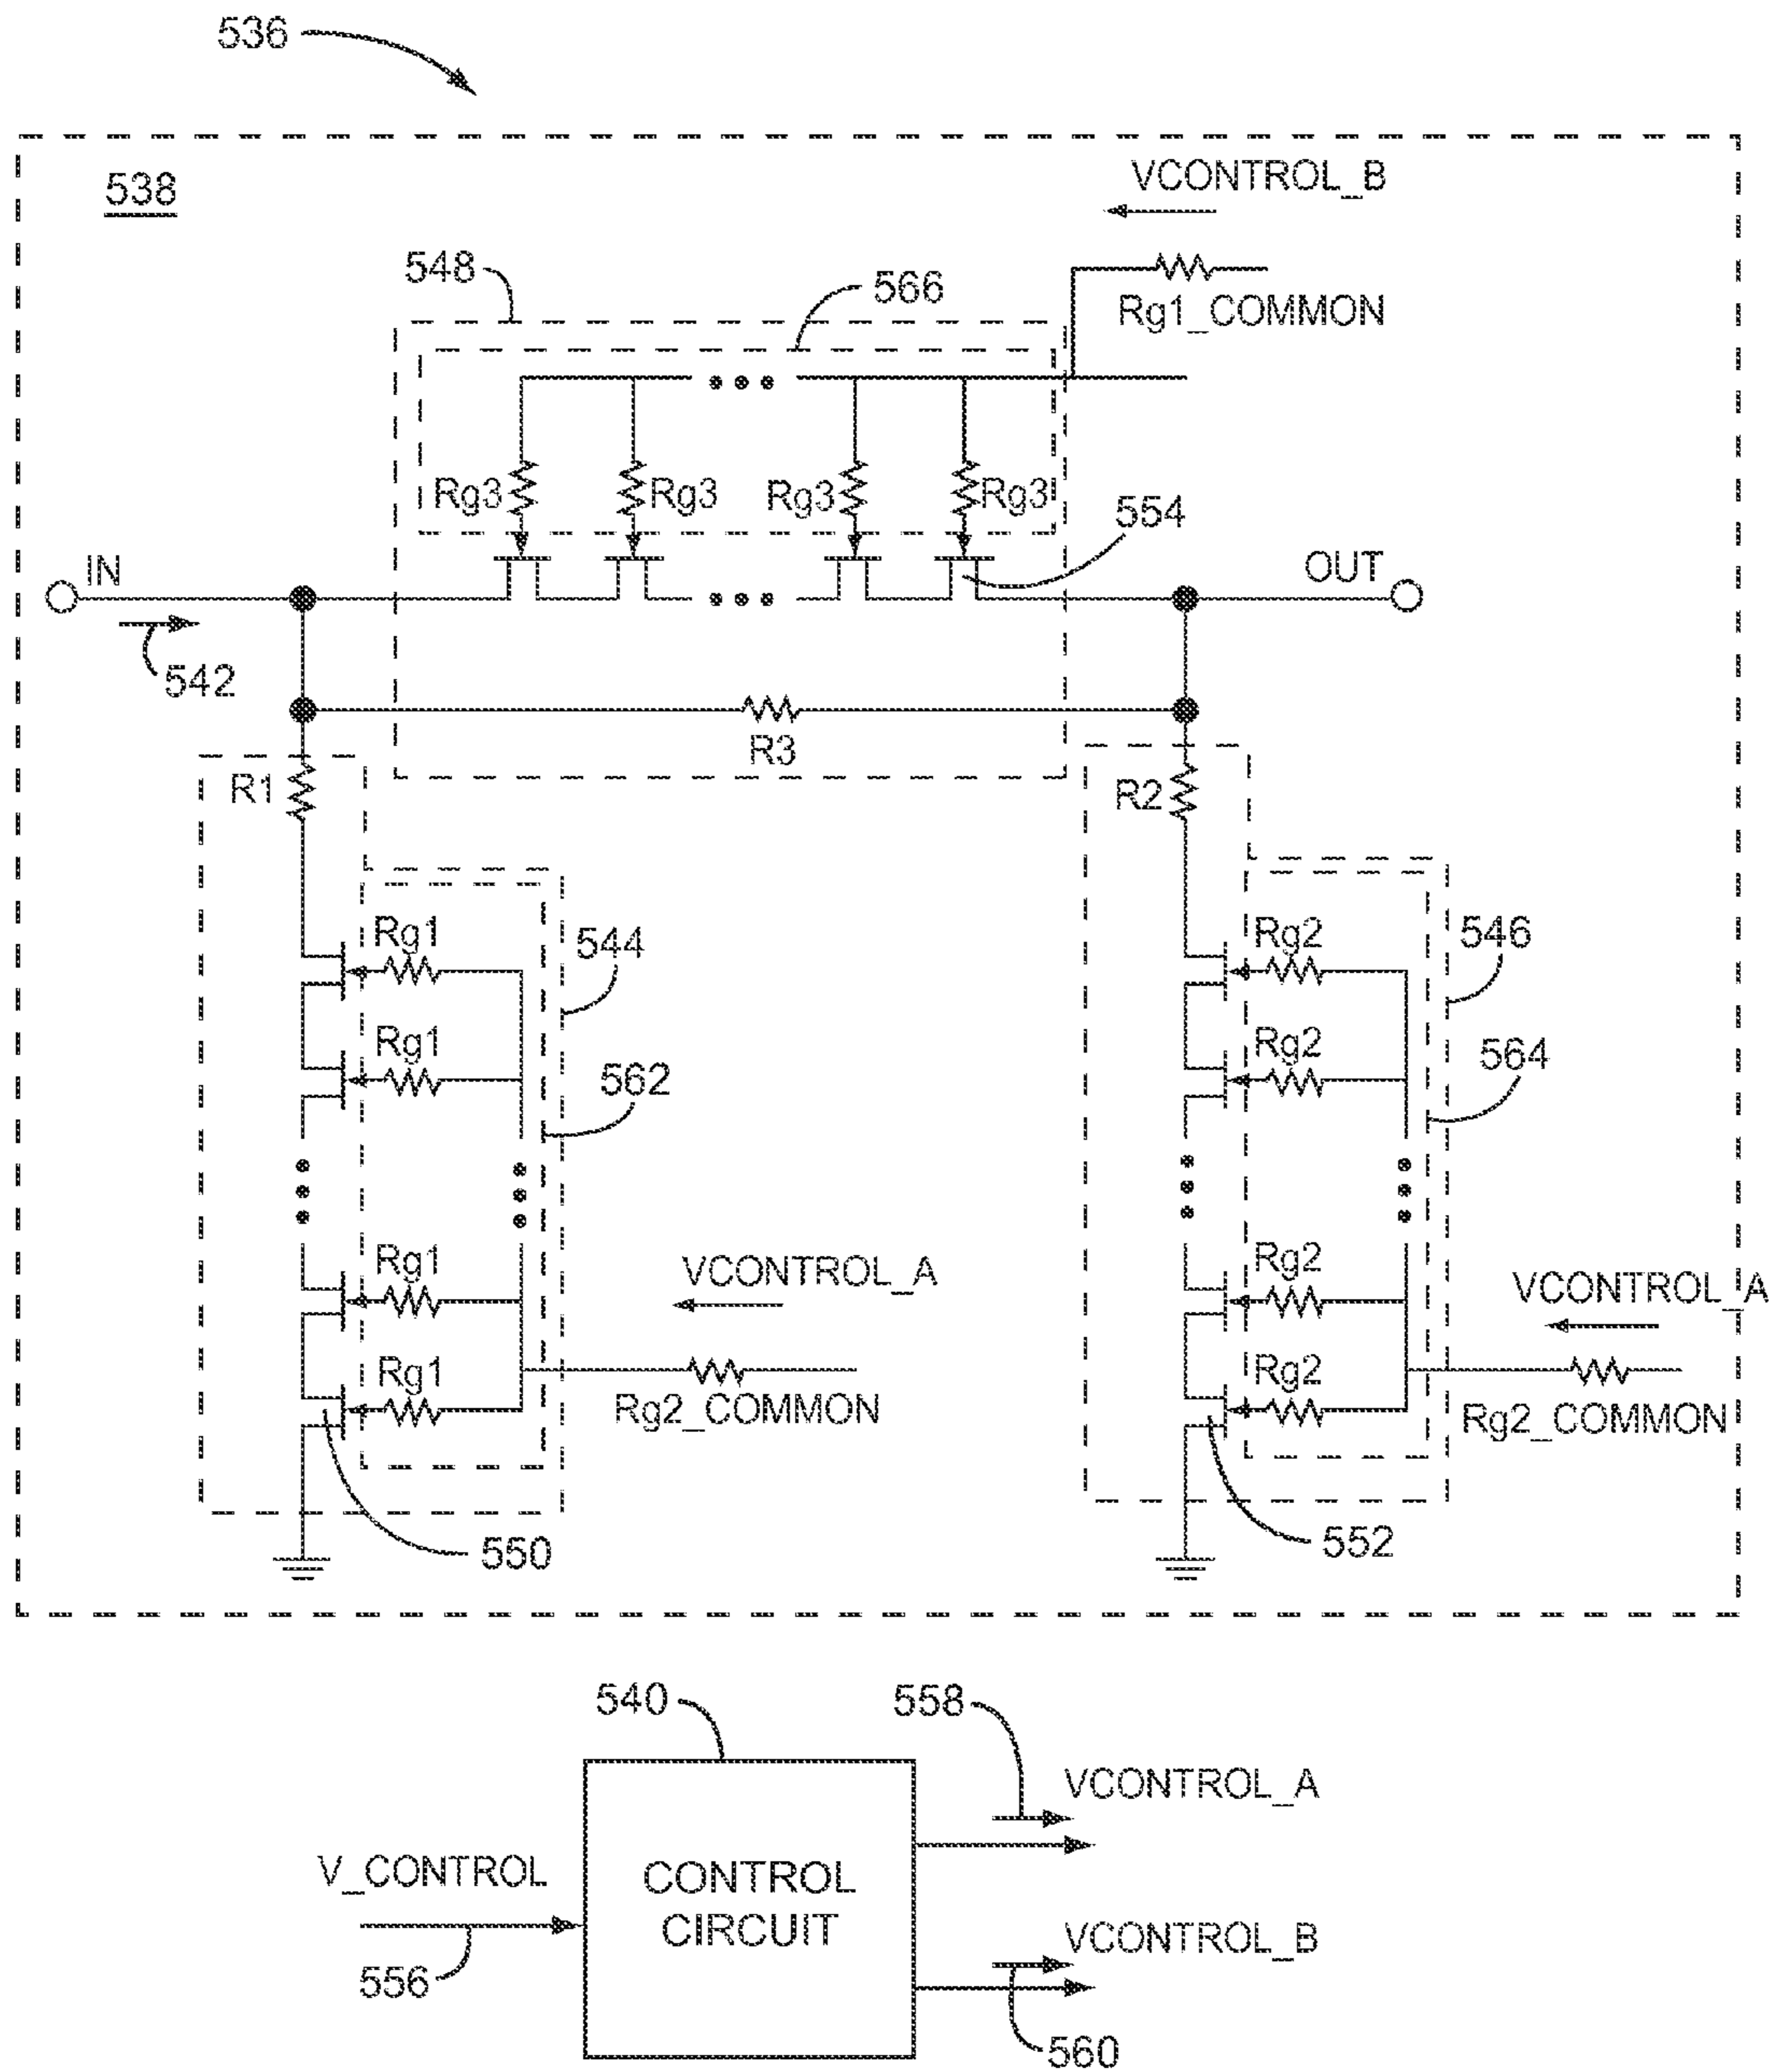 536
538
VCONTROL_B
548
566
Rg1_COMMON
Rg3 Rg3 Rg3 Rg3
554
IN
OUT
542
R3
R1
R2
Rg1
544
Rg2
546
Rg1
562
Rg2
564
Rg1
VCONTROL_A
Rg2
VCONTROL_A
Rg1
Rg2_COMMON
Rg2
Rg2_COMMON
550
552
540
558
VCONTROL_A
V_CONTROL
CONTROL
CIRCUIT
VCONTROL_B
556
560